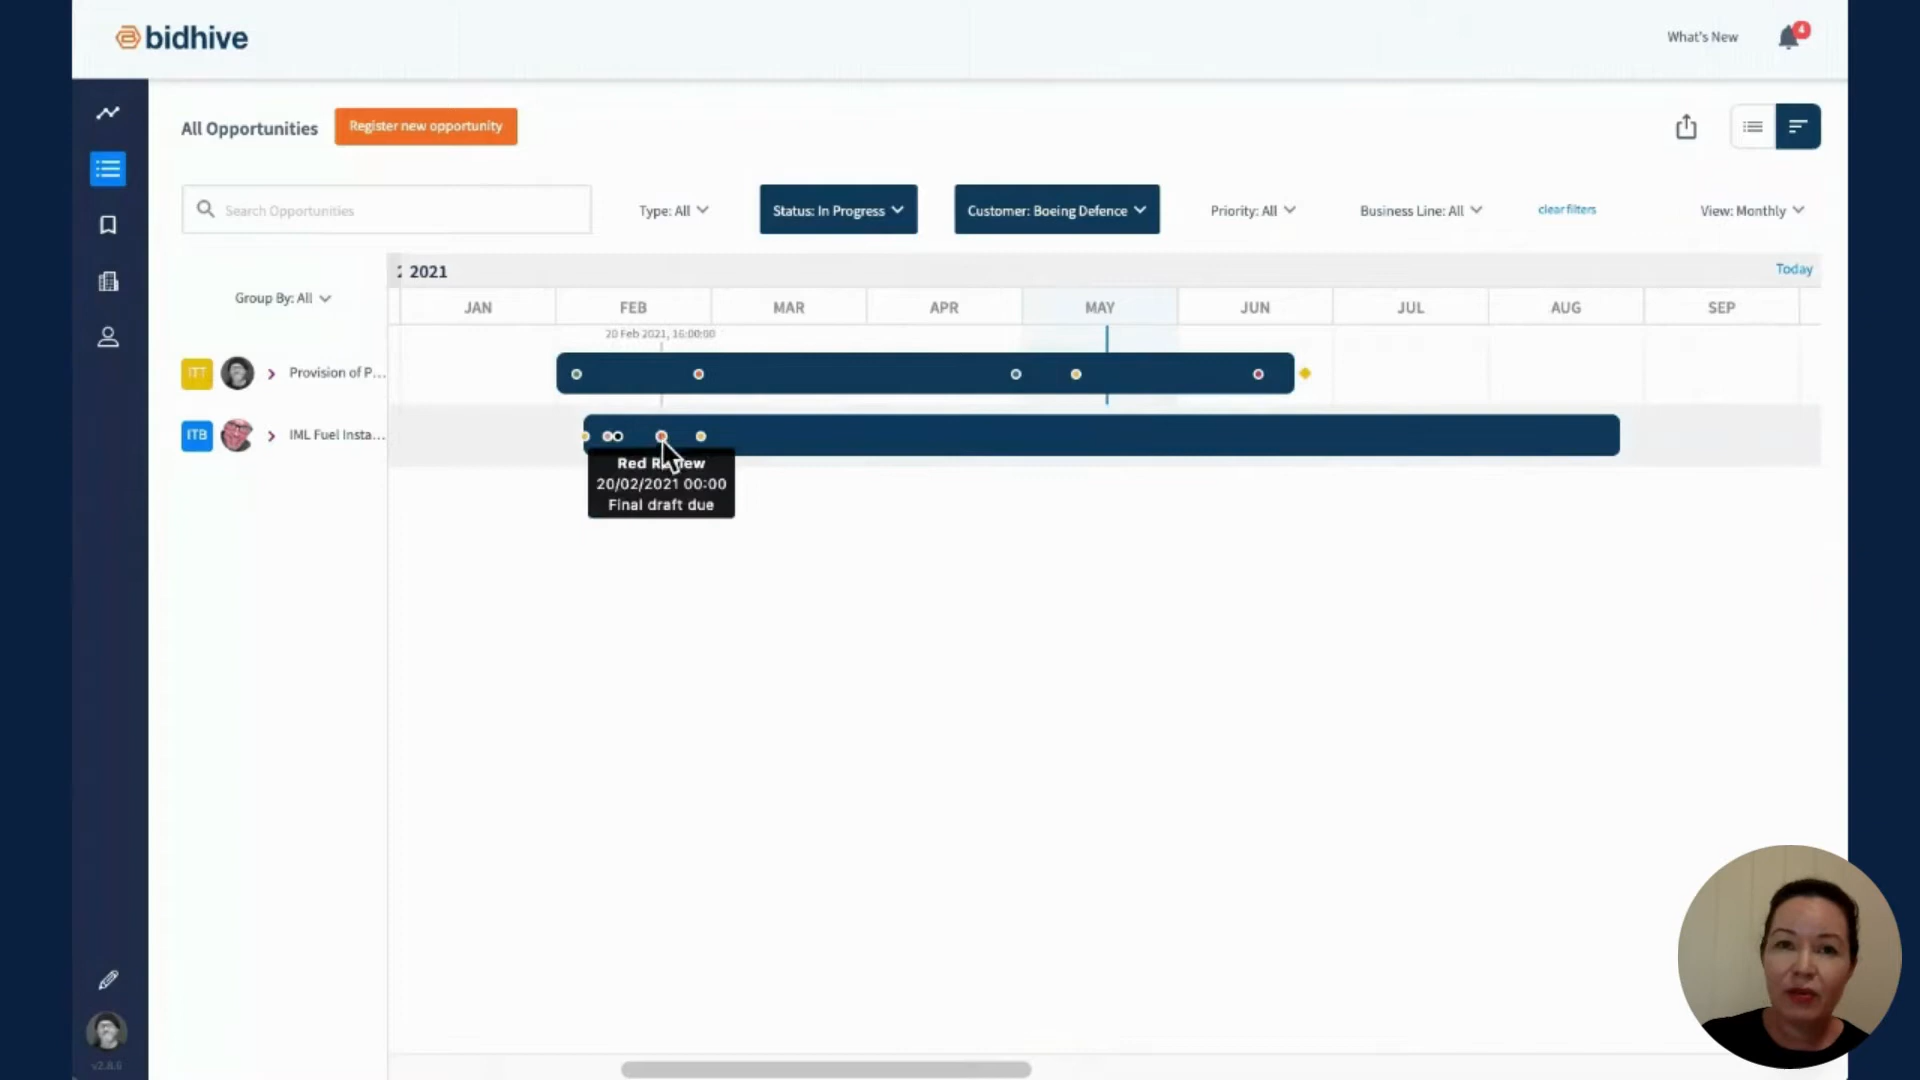 bidhive
What's New
4
All Opportunities
Register new opportunity
Search Opportunities
Type: All
Status: In Progress
Customer: Boeing Defence
Priority: All
Business Line: All
clear filters
View: Monthly
2021
Today
Group By: All
JAN
FEB
MAR
APR
MAY
JUN
JUL
AUG
SEP
20 Feb 2021, 16:00:00
ITT
Provision of P...
ITB
IML Fuel Insta...
Red Review
20/02/2021 00:00
Final draft due